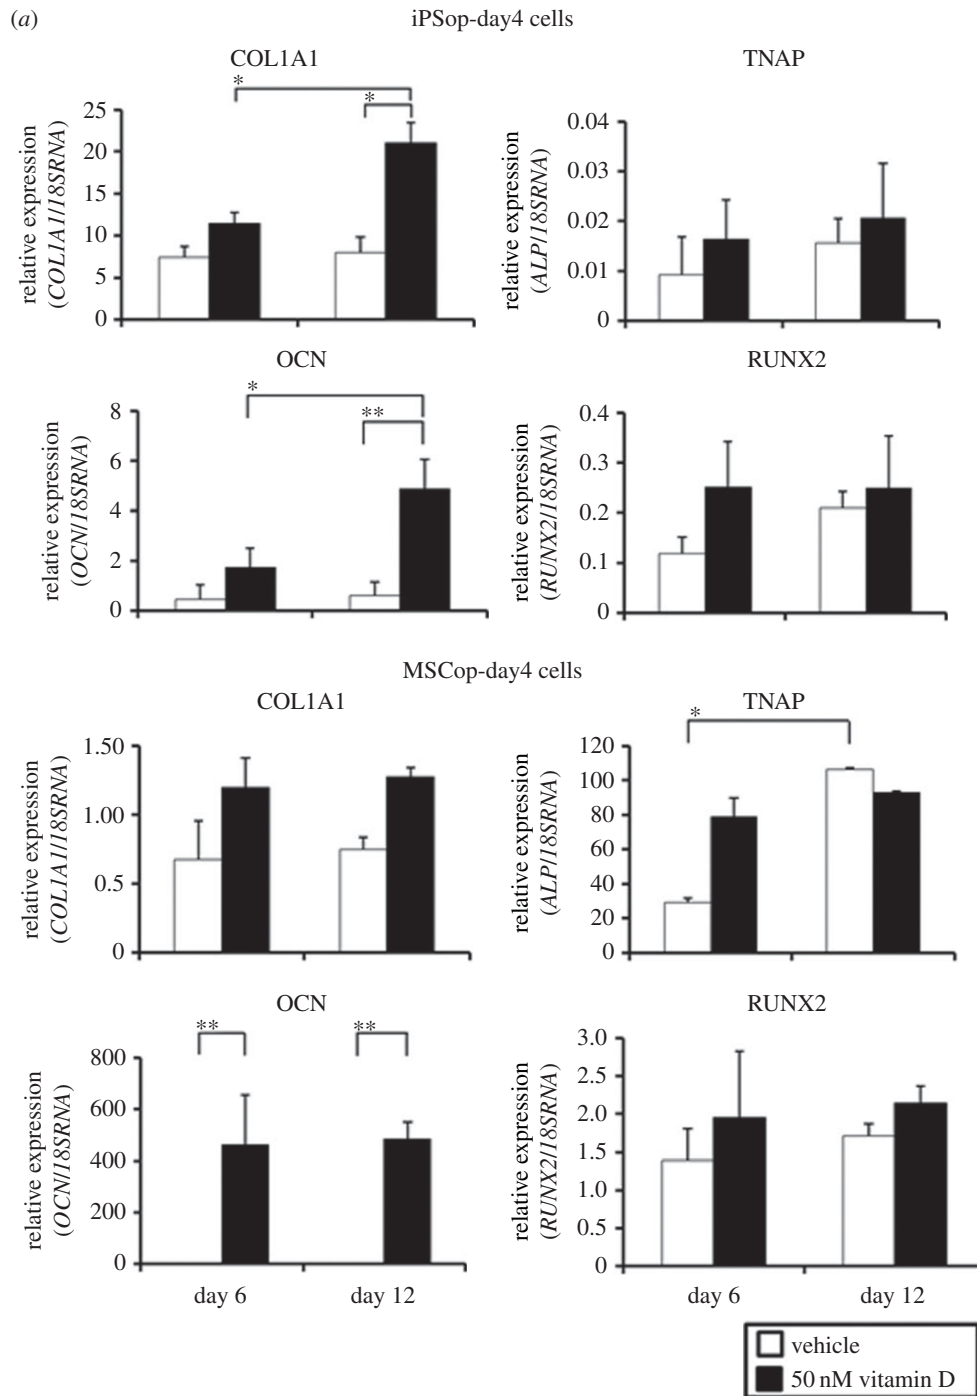 (a)
iPSop-day4 cells
COL1A1
TNAP
*
*
relative expression
(COL1A1/18SRNA)
25
20
15
10
5
0
relative expression
(ALP/18SRNA)
0.04
0.03
0.02
0.01
0
OCN
RUNX2
*
**
relative expression
(OCN/18SRNA)
8
6
4
2
0
relative expression
(RUNX2/18SRNA)
0.4
0.3
0.2
0.1
0
MSCop-day4 cells
COL1A1
TNAP
*
relative expression
(COL1A1/18SRNA)
1.50
1.00
0.5
0
relative expression
(ALP/18SRNA)
120
100
80
60
40
20
0
OCN
RUNX2
**
**
relative expression
(OCN/18SRNA)
800
600
400
200
0
relative expression
(RUNX2/18SRNA)
3.0
2.5
2.0
1.5
1.0
0.5
0
day 6
day 12
day 6
day 12
vehicle
50 nM vitamin D